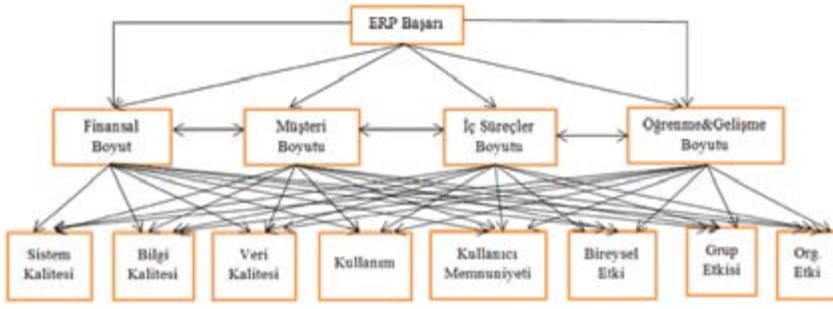 ERP Başarı
Finansal
Boyut
Müşteri
Boyutu
İç Süreçler
Boyutu
Öğrenme&Gelişme
Boyutu
Sistem
Kalitesi
Bilgi
Kalitesi
Veri
Kalitesi
Kullanım
Kullanıcı
Memnuniyeti
Bireysel
Etki
Grup
Etkisi
Org.
Etki